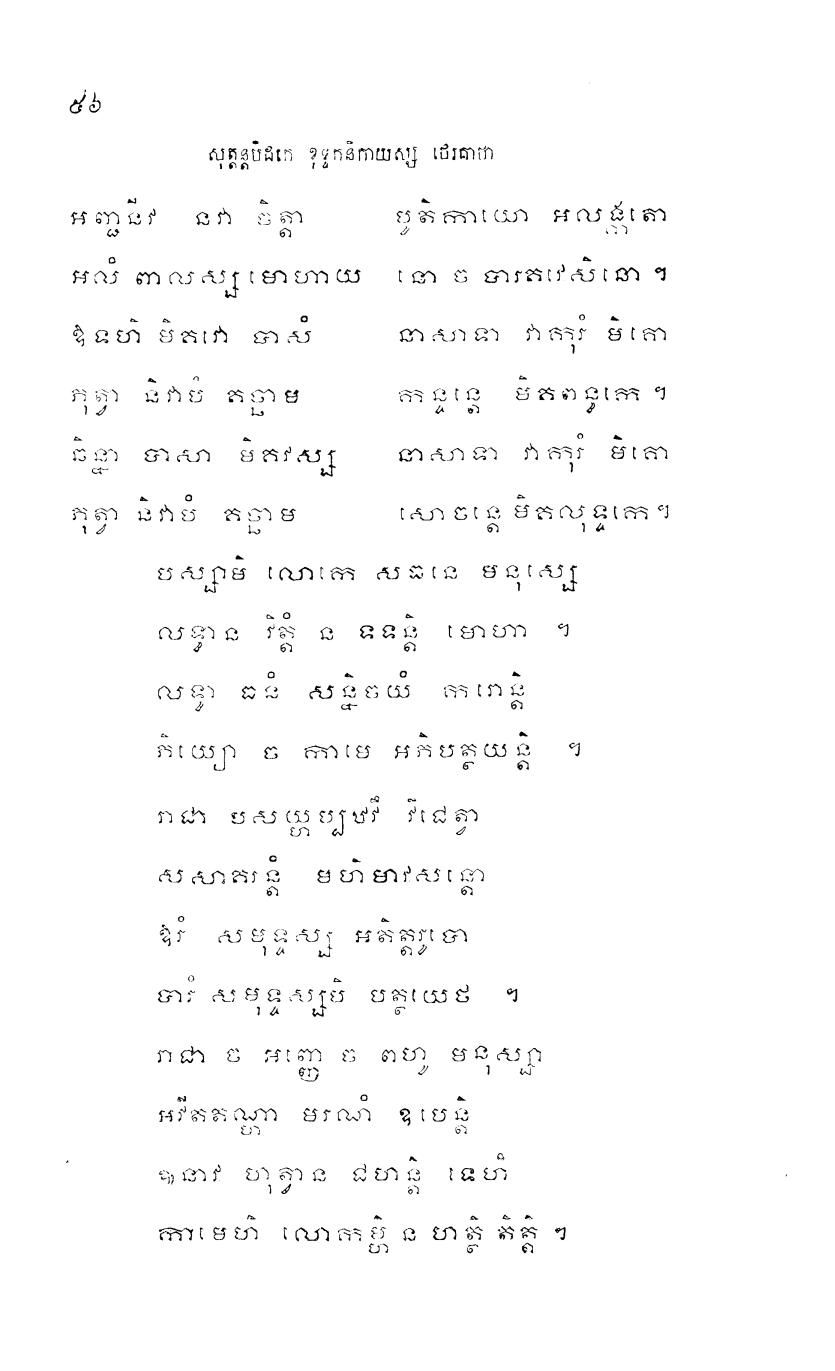 ៥៦
សុត្តន្តបិដកេ ខុទ្ទកនិកាយស្ស ថេរគាថា
អញ្ជនីវ នវា ចិត្តា បូតិកាយោ អលង្កតោ
អលំ ពាលស្ស មោហាយ នោ ច បារគវេសិនោ ។
ឱទហិ មិគវោ បាសំ នាសាទា វាគុរំ មិគោ
ភុត្វា និវាបំ គច្ឆាម កន្ទន្តេ មិគពន្ធកេ ។
ឆិន្នា បាសា មិគវស្ស នាសាទា វាគុរំ មិគោ
ភុត្វា និវាបំ គច្ឆាម សោចន្តេ មិគលុទ្ទកេ។
បស្សាមិ លោកេ សធនេ មនុស្សេ
លទ្ធាន វិត្តំ ន ទទន្តិ មោហា ។
លទ្ធា ធនំ សន្និចយំ ករោន្តិ
ភិយ្យោ ច កាមេ អភិបត្ថយន្តិ ។
រាជា បសយ្ហប្បឋវឹ វិជេត្វា
សសាគរន្តំ មហិមាវសន្តោ
ឱរំ សមុទ្ទស្ស អតិត្តរូបោ
បារំ សមុទ្ទស្សបិ បត្ថយេថ ។
រាជា ច អញ្ញេ ច ពហូ មនុស្សា
អវីតតណ្ហា មរណំ ឧបេន្តិ
ឩនាវ ហុត្វាន ជហន្តិ ទេហំ
កាមេហិ លោកម្ហិ ន ហត្ថិ តិត្តិ ។